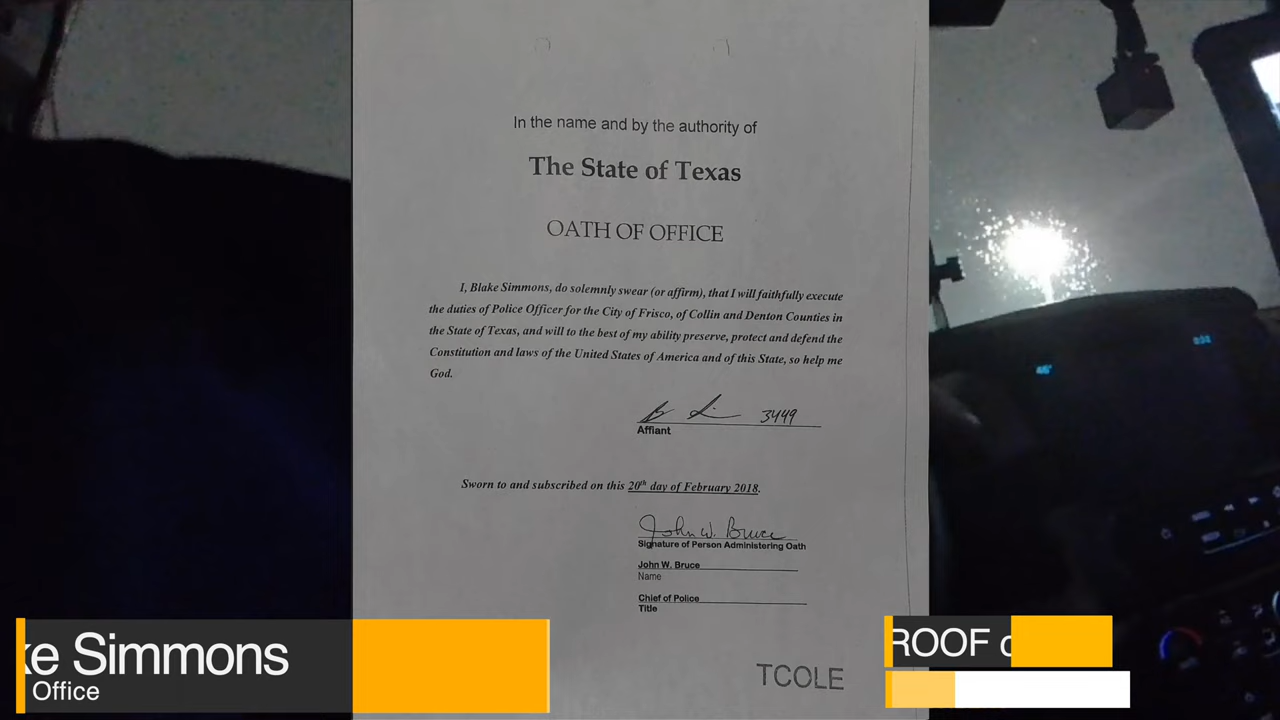 In the name and by the authority of
The State of Texas
OATH OF OFFICE
I, Blake Simmons, do solemnly swear (or affirm), that I will faithfully execute
the duties of Police Officer for the City of Frisco, of Collin and Denton Counties in
the State of Texas, and will to the best of my ability preserve, protect and defend the
Constitution and laws of the United States of America and of this State, so help me
God.
3449
Affiant
Sworn to and subscribed on this 20th day of February 2018.
John W. Bruce
Signature of Person Administering Oath
John W. Bruce
Name
Chief of Police
Title
TCOLE
ke Simmons
Office
ROOF
46°